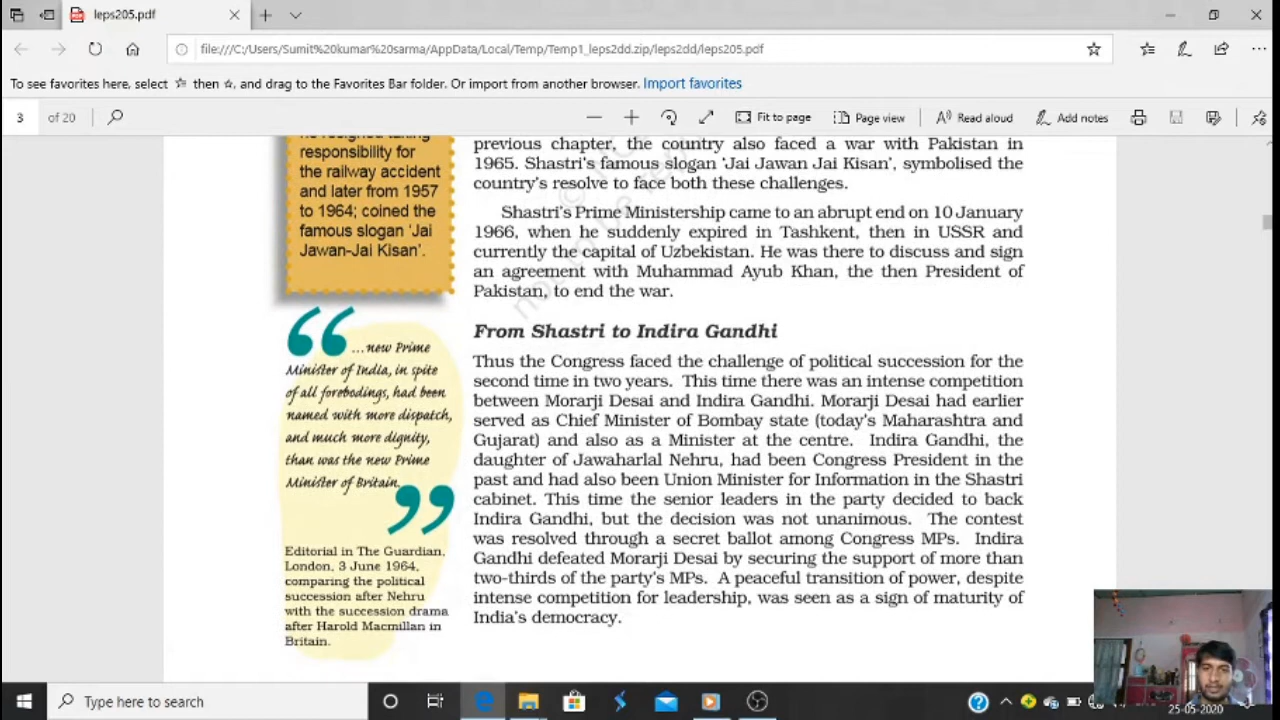 leps205.pdf
file:///C:/Users/Sumit%20kumar%20sarma/AppData/Local/Temp/Temp1_leps2dd.zip/leps2dd/leps205.pdf
To see favorites here, select then, and drag to the Favorites Bar folder. Or import from another browser. Import favorites
3 of 20 Fit to page Page view Read aloud Add notes
he resigned taking
responsibility for
the railway accident
and later from 1957
to 1964; coined the
famous slogan ‘Jai
Jawan-Jai Kisan’.
“ ...new Prime
Minister of India, in spite
of all forebodings, had been
named with more dispatch,
and much more dignity,
than was the new Prime
Minister of Britain. ”
Editorial in The Guardian,
London, 3 June 1964,
comparing the political
succession after Nehru
with the succession drama
after Harold Macmillan in
Britain.
previous chapter, the country also faced a war with Pakistan in
1965. Shastri’s famous slogan ‘Jai Jawan Jai Kisan’, symbolised the
country’s resolve to face both these challenges.
Shastri’s Prime Ministership came to an abrupt end on 10 January
1966, when he suddenly expired in Tashkent, then in USSR and
currently the capital of Uzbekistan. He was there to discuss and sign
an agreement with Muhammad Ayub Khan, the then President of
Pakistan, to end the war.
From Shastri to Indira Gandhi
Thus the Congress faced the challenge of political succession for the
second time in two years. This time there was an intense competition
between Morarji Desai and Indira Gandhi. Morarji Desai had earlier
served as Chief Minister of Bombay state (today’s Maharashtra and
Gujarat) and also as a Minister at the centre. Indira Gandhi, the
daughter of Jawaharlal Nehru, had been Congress President in the
past and had also been Union Minister for Information in the Shastri
cabinet. This time the senior leaders in the party decided to back
Indira Gandhi, but the decision was not unanimous. The contest
was resolved through a secret ballot among Congress MPs. Indira
Gandhi defeated Morarji Desai by securing the support of more than
two-thirds of the party’s MPs. A peaceful transition of power, despite
intense competition for leadership, was seen as a sign of maturity of
India’s democracy.
Type here to search
25-05-2020